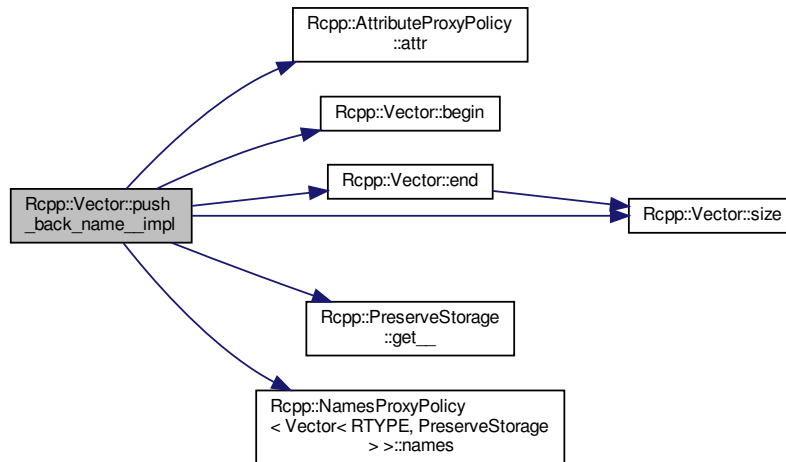 Rcpp::AttributeProxyPolicy
::attr
Rcpp::Vector::begin
Rcpp::Vector::end
Rcpp::Vector::push
_back_name__impl
Rcpp::Vector::size
Rcpp::PreserveStorage
::get__
Rcpp::NamesProxyPolicy
< Vector< RTYPE, PreserveStorage
> >::names